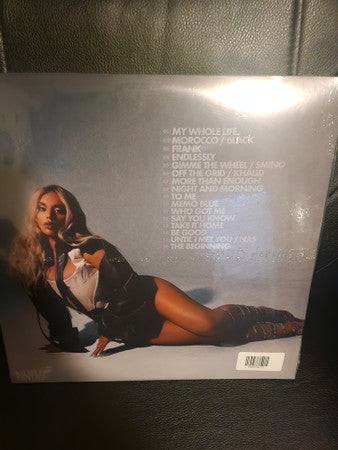 MY WHOLE LIFE,
MOROCCO / 6LACK
FRANK
ENDLESSLY
GIMME THE WHEEL / SMINO
OFF THE GRID / KHALID
MORE THAN ENOUGH
NIGHT AND MORNING
TO ME
MEMO BLUE
WHO GOT ME
SAY YOU KNOW
TAKE IT HOME
BE GOOD
UNTIL I MET YOU / NAS
THE BEGINNING